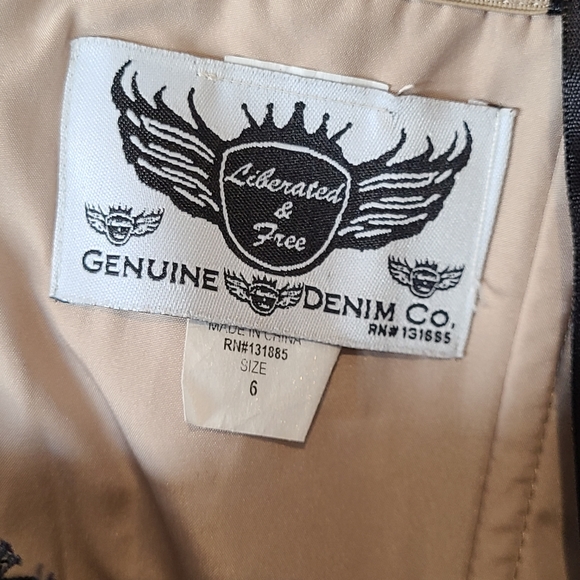 Liberated
&
Free
GENUINE DENIM CO.
RN#131885
MADE IN CHINA
RN#131885
SIZE
6